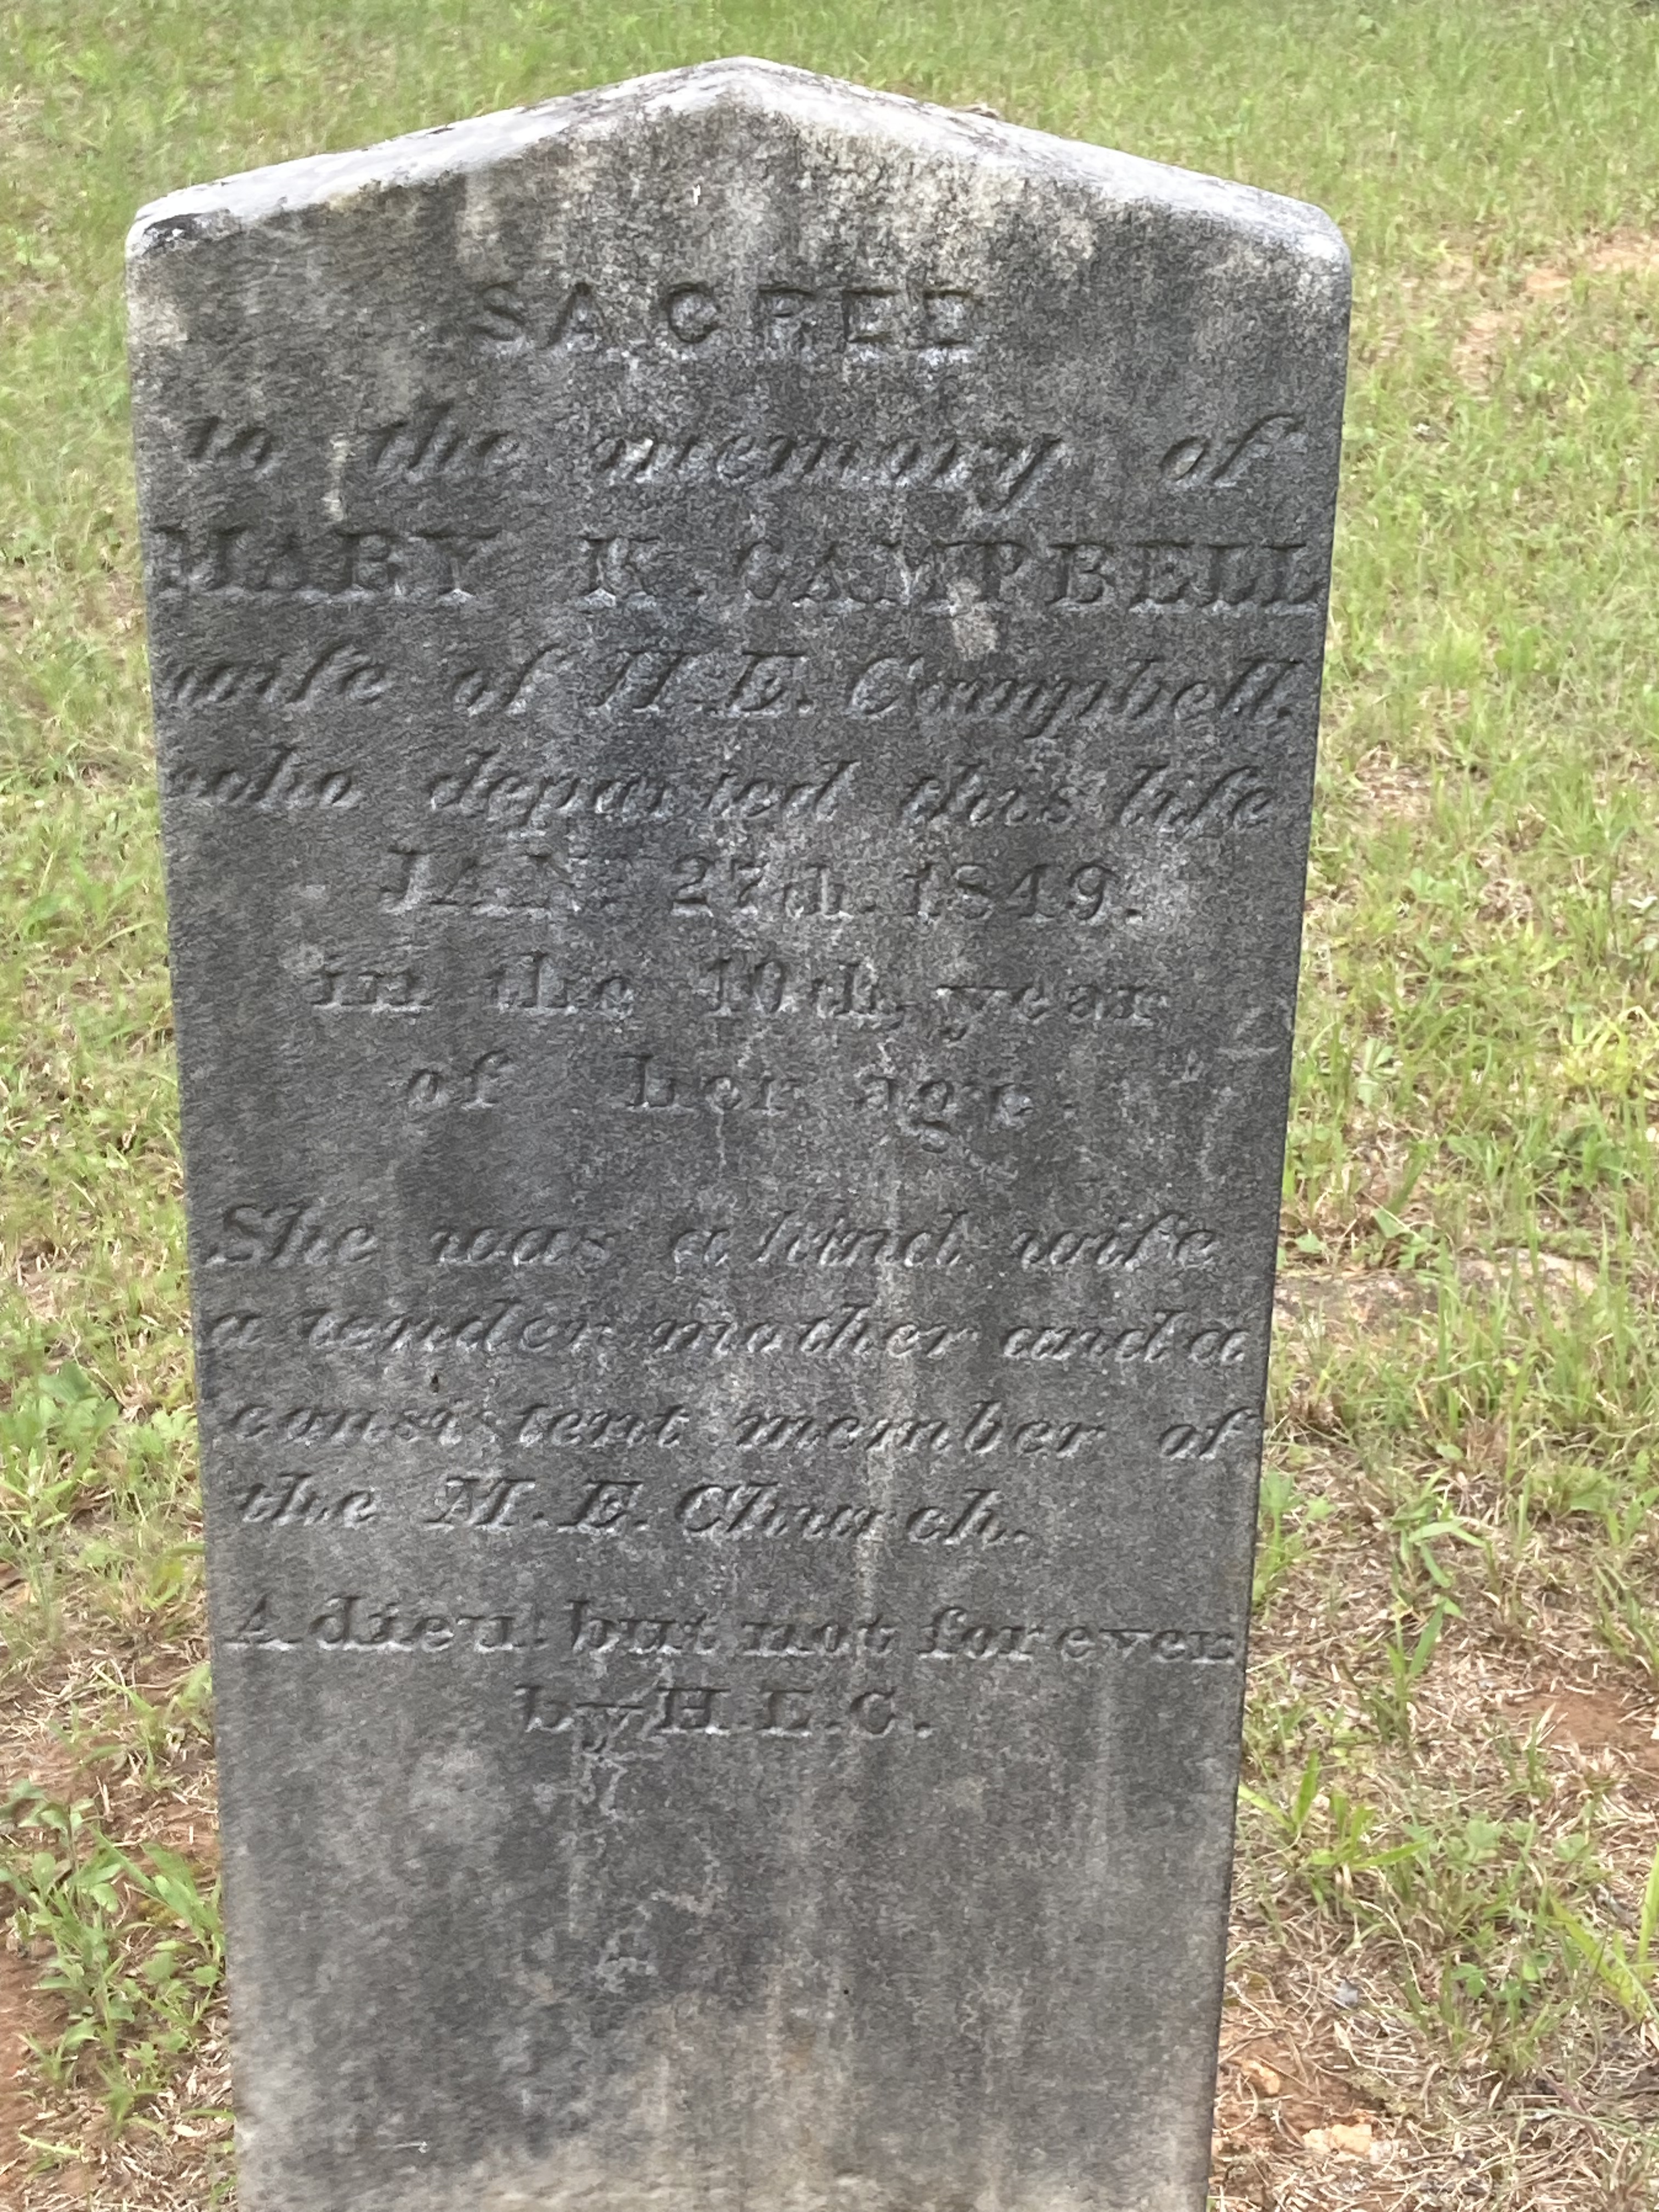 SACRED
to the memory of
MARY K. CAMPBELL
wife of H.E. Campbell,
who departed this life
JAN. 27th. 1849.
in the year
of her age.
She was a kind wife
a tender mother and a
consistent member of
the M. E. Church.
Adieu but not forever
by H.E.C.